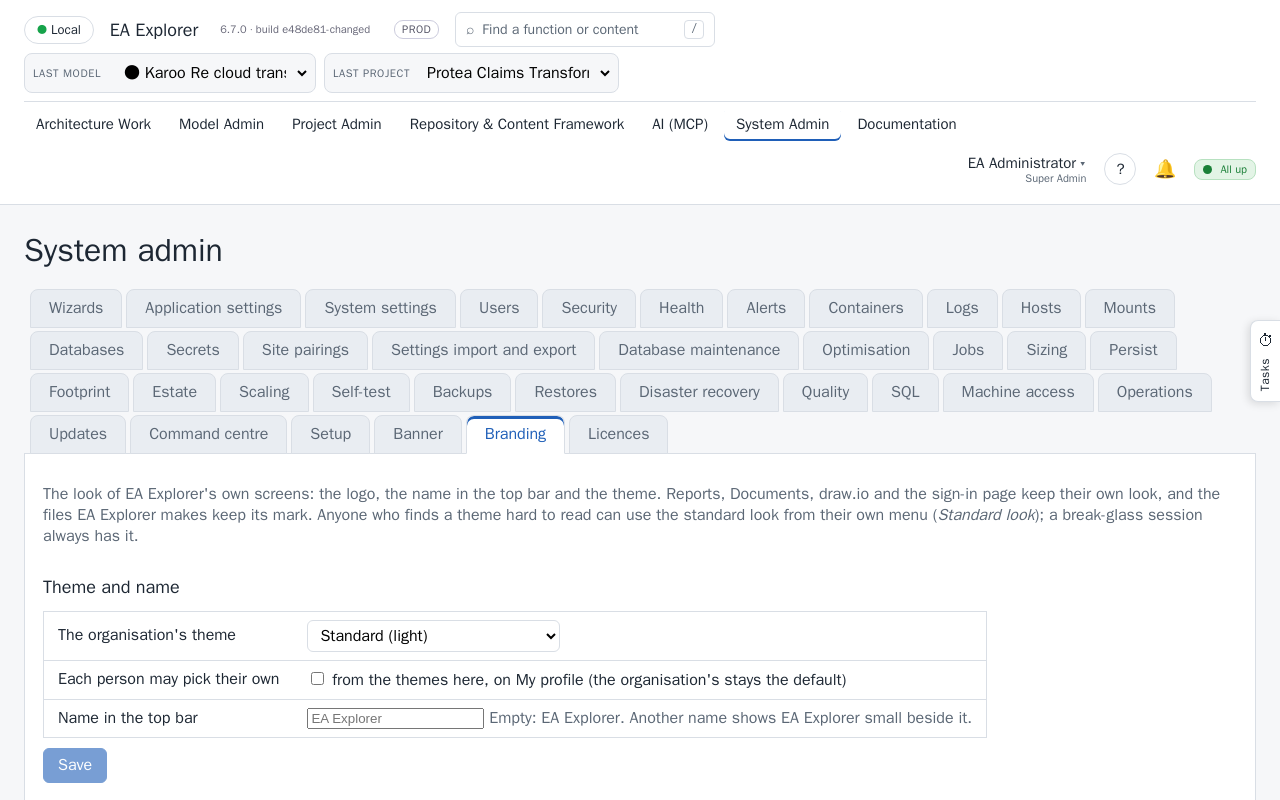 Local EA Explorer 6.7.0 · build e48de81-changed PROD Find a function or content /
LAST MODEL Karoo Re cloud trans LAST PROJECT Protea Claims Transfor
Architecture Work Model Admin Project Admin Repository & Content Framework AI (MCP) System Admin Documentation
EA Administrator ▾ ? All up
Super Admin
System admin
Wizards Application settings System settings Users Security Health Alerts Containers Logs Hosts Mounts
Databases Secrets Site pairings Settings import and export Database maintenance Optimisation Jobs Sizing Persist
Footprint Estate Scaling Self-test Backups Restores Disaster recovery Quality SQL Machine access Operations
Updates Command centre Setup Banner Branding Licences
Tasks
The look of EA Explorer's own screens: the logo, the name in the top bar and the theme. Reports, Documents, draw.io and the sign-in page keep their own look, and the
files EA Explorer makes keep its mark. Anyone who finds a theme hard to read can use the standard look from their own menu (Standard look); a break-glass session
always has it.
Theme and name
The organisation's theme Standard (light)
Each person may pick their own from the themes here, on My profile (the organisation's stays the default)
Name in the top bar EA Explorer Empty: EA Explorer. Another name shows EA Explorer small beside it.
Save